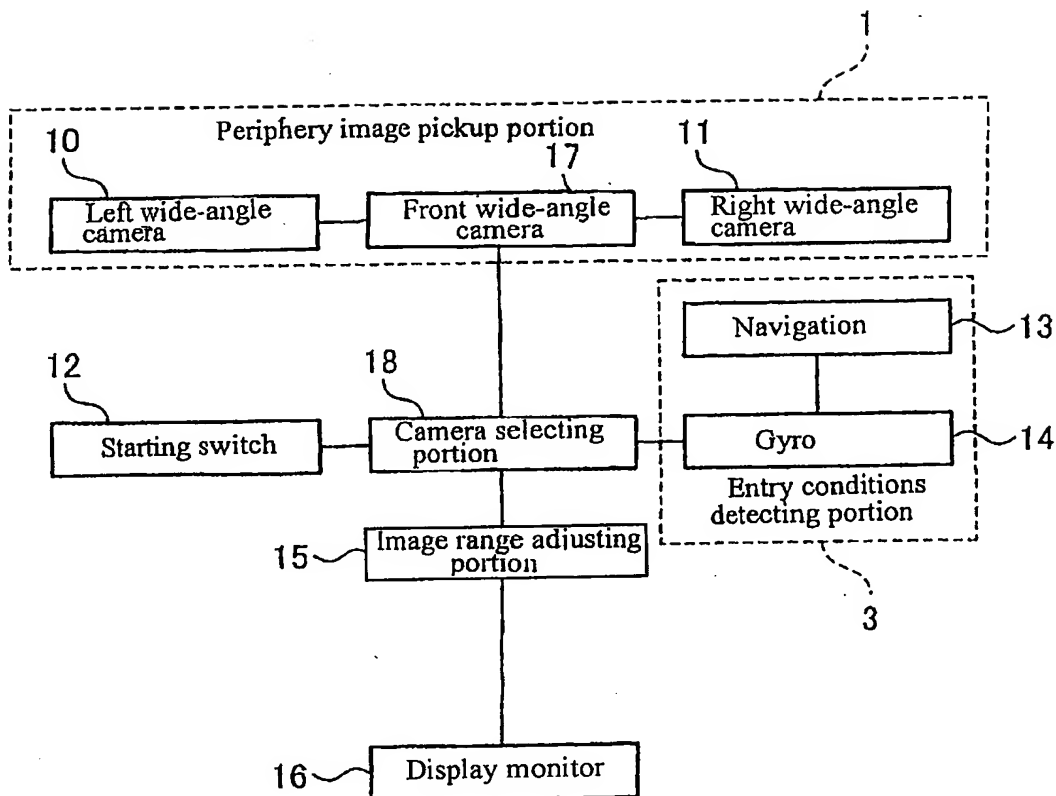 1
Periphery image pickup portion
10
17
11
Left wide-angle
camera
Front wide-angle
camera
Right wide-angle
camera
Navigation
13
12
18
Starting switch
Camera selecting
portion
Gyro
14
Entry conditions
detecting portion
15
Image range adjusting
portion
3
16
Display monitor